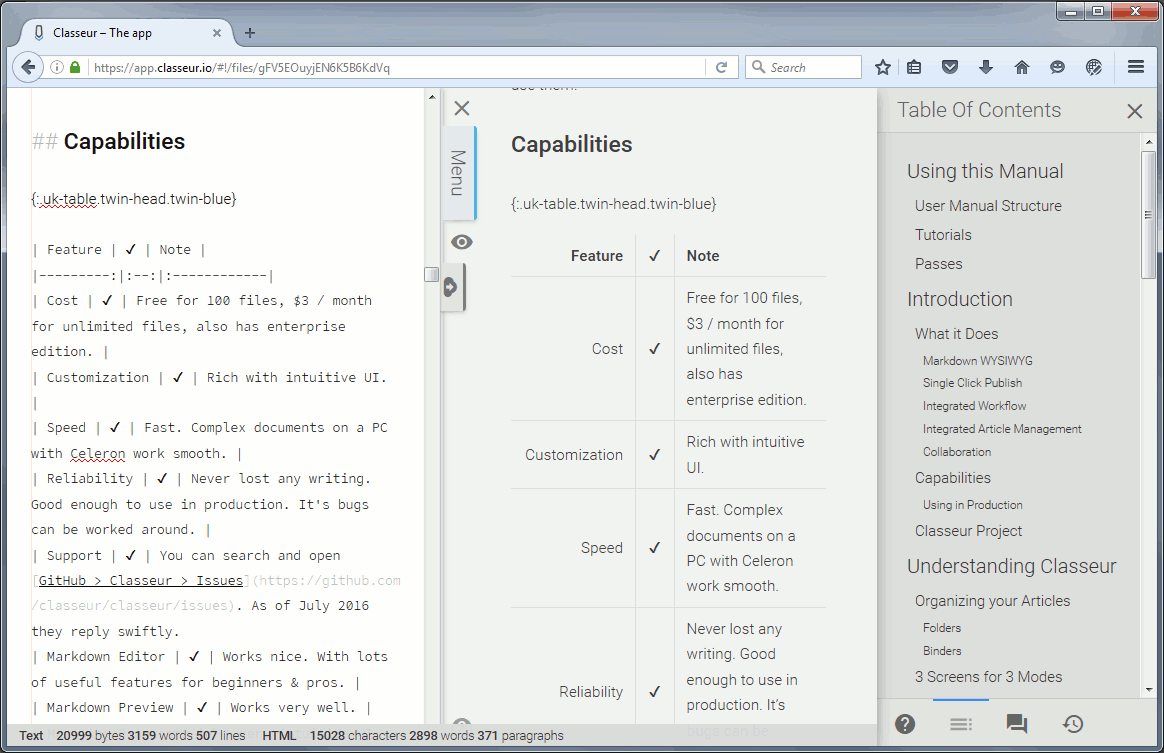 Classeur – The app
https://app.classeur.io/#!/files/gFV5EOuyjEN6K5B6KdVq
Search
## Capabilities
{:.uk-table.twin-head.twin-blue}
| Feature | ✓ | Note |
|---------:|:--:|:------------|
| Cost | ✓ | Free for 100 files, $3 / month
for unlimited files, also has enterprise
edition. |
| Customization | ✓ | Rich with intuitive UI.
|
| Speed | ✓ | Fast. Complex documents on a PC
with Celeron work smooth. |
| Reliability | ✓ | Never lost any writing.
Good enough to use in production. It's bugs
can be worked around. |
| Support | ✓ | You can search and open
[GitHub > Classeur > Issues](https://github.com
/classeur/classeur/issues). As of July 2016
they reply swiftly.
| Markdown Editor | ✓ | Works nice. With lots
of useful features for beginners & pros. |
| Markdown Preview | ✓ | Works very well. |
Menu
use them.
Capabilities
{:.uk-table.twin-head.twin-blue}
Feature ✓ Note
Cost ✓ Free for 100 files,
$3 / month for
unlimited files,
also has
enterprise edition.
Customization ✓ Rich with intuitive
UI.
Speed ✓ Fast. Complex
documents on a
PC with Celeron
work smooth.
Reliability ✓ Never lost any
writing. Good
enough to use in
production. It's
bugs can be
Table Of Contents
Using this Manual
User Manual Structure
Tutorials
Passes
Introduction
What it Does
Markdown WYSIWYG
Single Click Publish
Integrated Workflow
Integrated Article Management
Collaboration
Capabilities
Using in Production
Classeur Project
Understanding Classeur
Organizing your Articles
Folders
Binders
3 Screens for 3 Modes
Text 20999 bytes 3159 words 507 lines HTML 15028 characters 2898 words 371 paragraphs